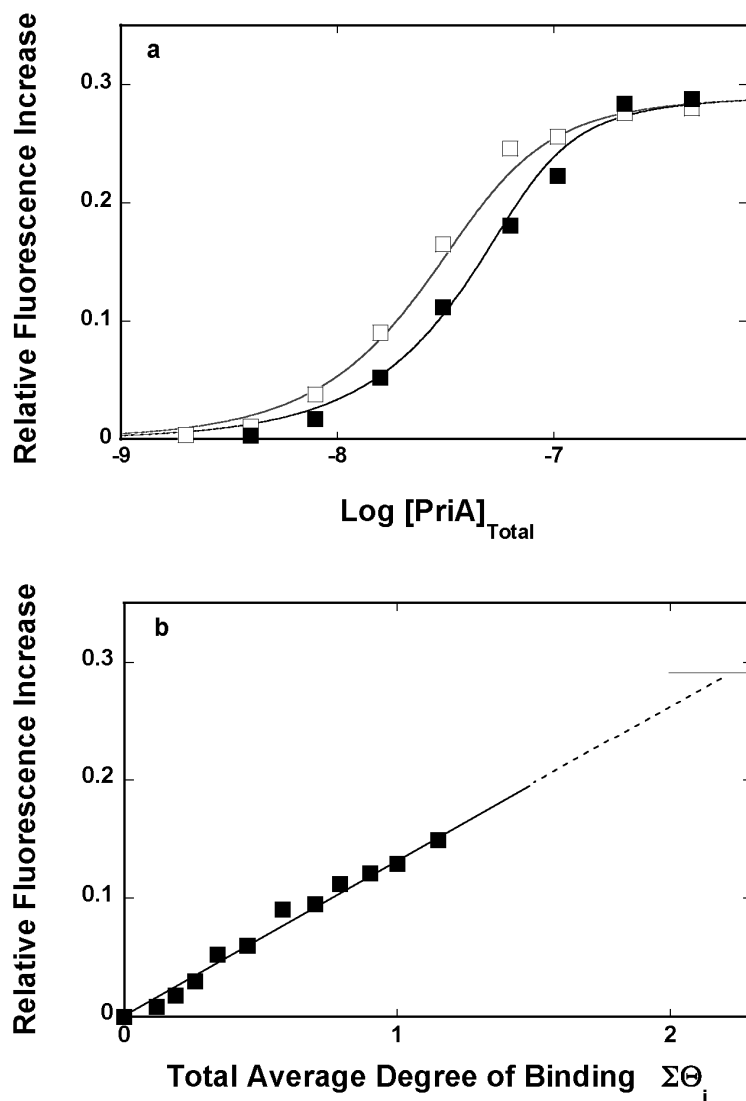 a
Relative Fluorescence Increase
0.3
0.2
0.1
0
-9 -8 -7
Log [PriA]Total
b
Relative Fluorescence Increase
0.3
0.2
0.1
0
0 1 2
Total Average Degree of Binding ΣΘi